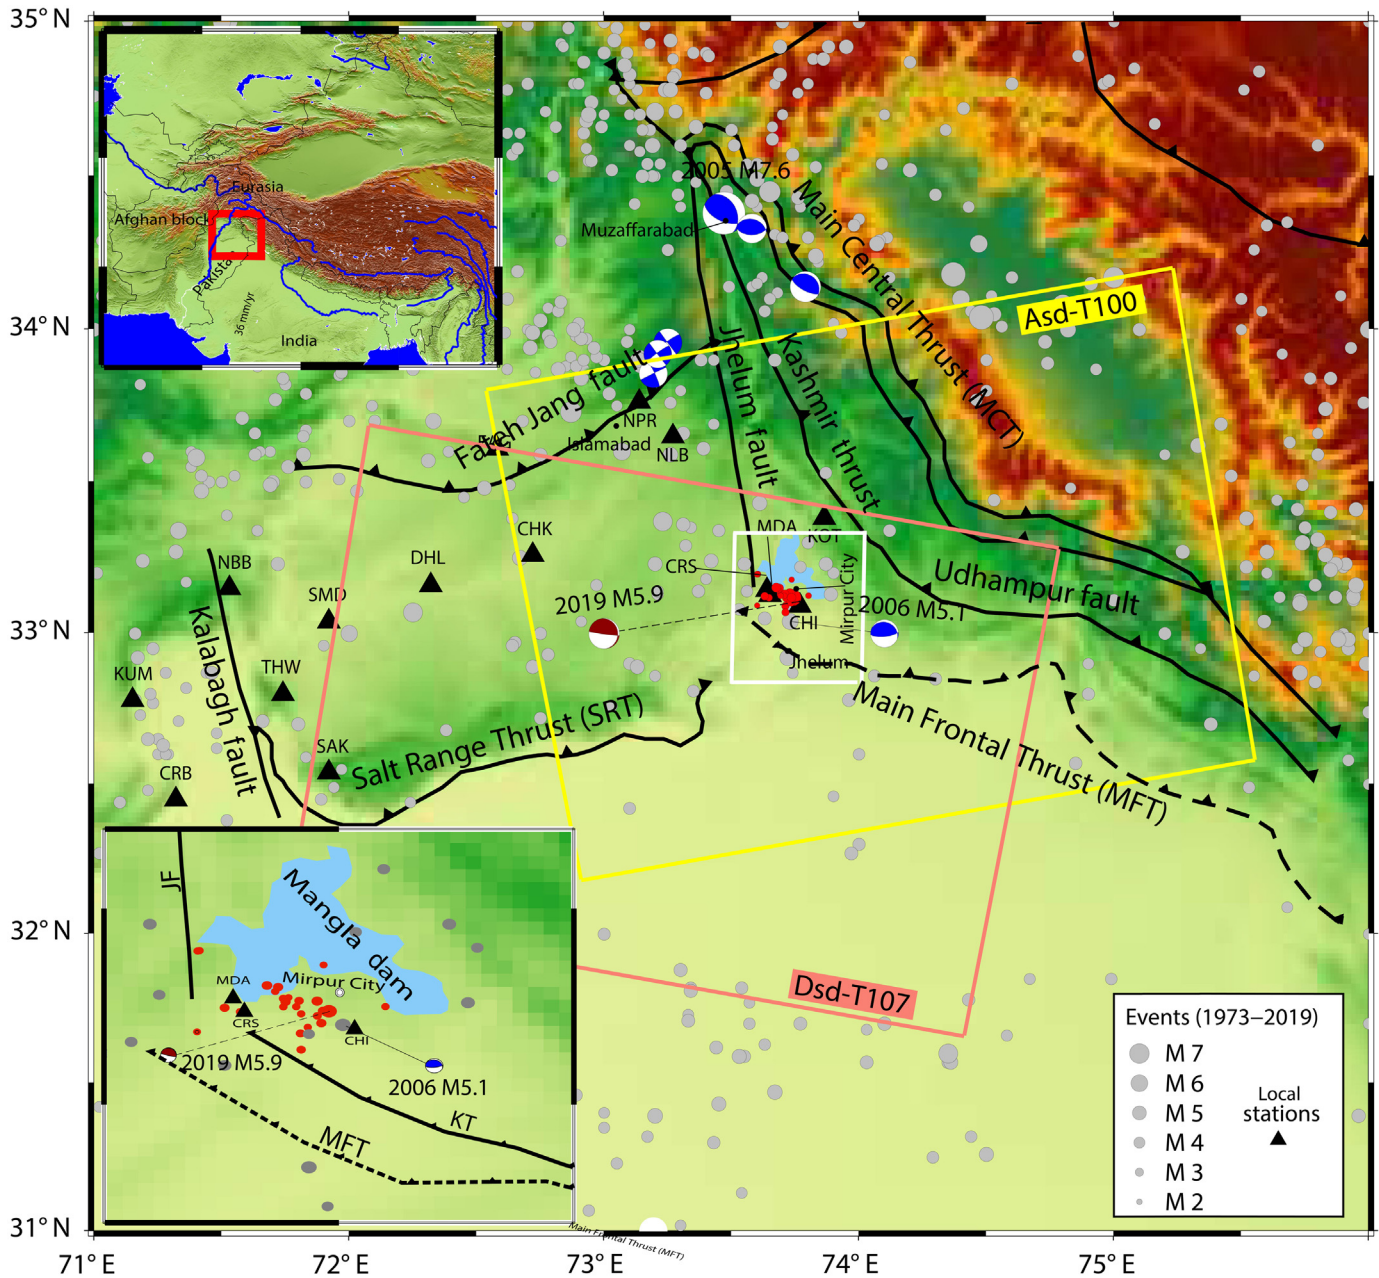 35° N
34° N
33° N
32° N
31° N
71° E
72° E
73° E
74° E
75° E
Eurasia
Afghan block
Pakista
36 mm/yr
India
2005 M7.6
Muzaffarabad
Main Central Thrust (MCT)
Asd-T100
Fateh Jang fault
Jhelum fault
Kashmir thrust
NPR
Islamabad
NLB
CHK
MDA
KOT
CRS
NBB
DHL
SMD
2019 M5.9
Mirpur City
2006 M5.1
CHI
Udhampur fault
Jhelum
KUM
Kalabagh fault
THW
SAK
CRB
Salt Range Thrust (SRT)
Main Frontal Thrust (MFT)
Dsd-T107
JF
Mangla dam
MDA
Mirpur City
CRS
CHI
2019 M5.9
2006 M5.1
KT
MFT
Main Frontal Thrust (MFT)
Events (1973–2019)
M 7
M 6
M 5
M 4
M 3
M 2
Local
stations